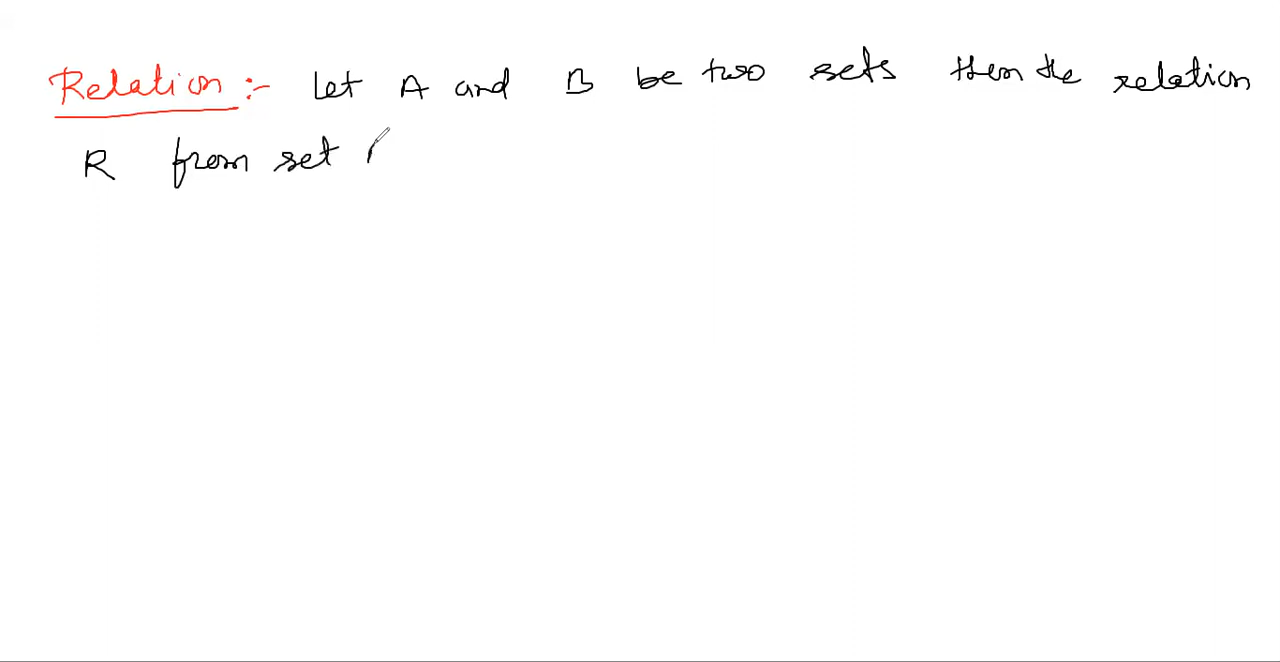 Relation :- Let A and B be two sets then the relation
R from set